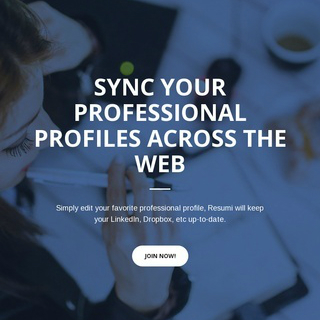 SYNC YOUR
PROFESSIONAL
PROFILES ACROSS THE
WEB
Simply edit your favorite professional profile, Resumi will keep
your LinkedIn, Dropbox, etc up-to-date.
JOIN NOW!